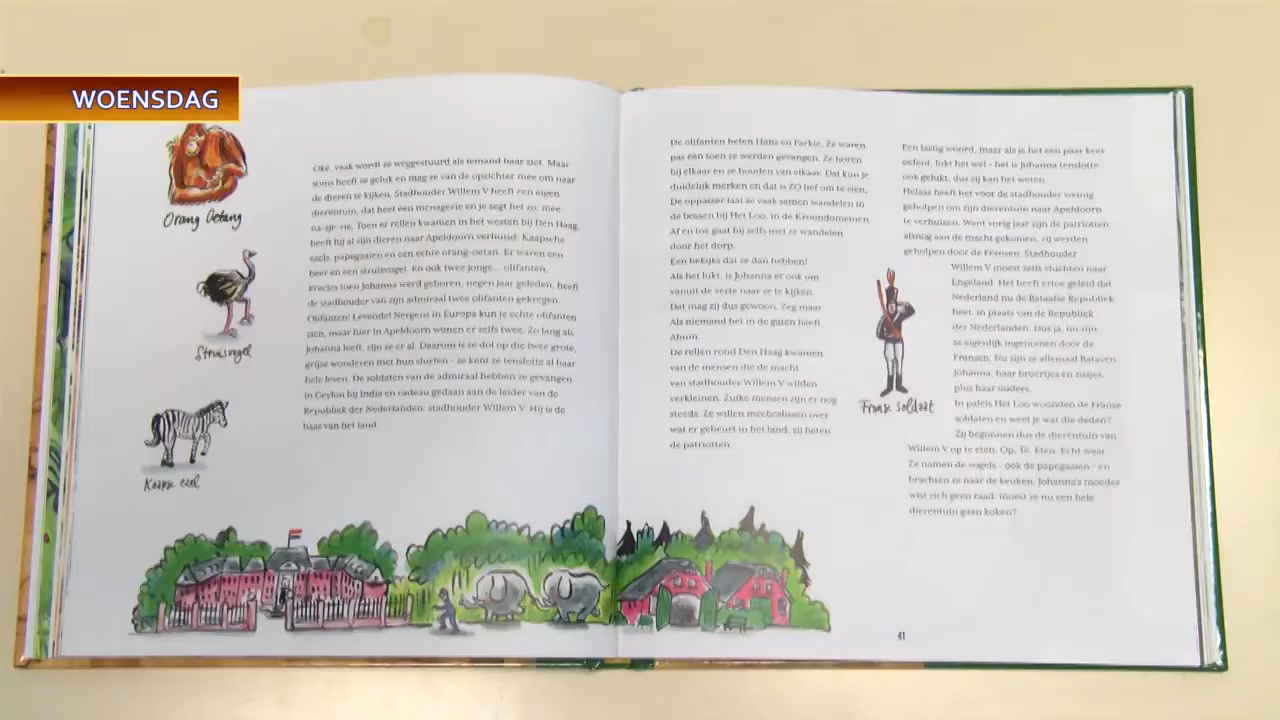 WOENSDAG
Orang Oetang
Struisvogel
Kaapse ezel
Oké, vaak wordt ze weggestuurd als iemand haar ziet. Maar
soms heeft ze geluk en mag ze van de opzichter mee om naar
de dieren te kijken. Stadhouder Willem V heeft een eigen
dierentuin, dat heet een menagerie en je zegt het zo: mee
na-zje-rie. Toen er rellen kwamen in het westen bij Den Haag,
heeft hij al zijn dieren naar Apeldoorn verhuisd: Kaapsche
ezels, papegaaien en een echte orang-oetan. Er waren een
beer en een struisvogel. En ook twee jonge... olifanten.
Precies toen Johanna werd geboren, negen jaar geleden, heeft
de stadhouder van zijn admiraal twee olifanten gekregen.
Olifanten! Levende! Nergens in Europa kun je echte olifanten
zien, maar hier in Apeldoorn wonen er zelfs twee. Zo lang als
Johanna leeft, zijn ze er al. Daarom is ze dol op die twee grote,
grijze wonderen met hun slurfen - ze kent ze tenslotte al haar
hele leven. De soldaten van de admiraal hebben ze gevangen
in Ceylon bij India en cadeau gedaan aan de leider van de
Republiek der Nederlanden: stadhouder Willem V. Hij is de
baas van het land.
De olifanten heten Hans en Parkie. Ze waren
pas een toen ze werden gevangen. Ze horen
bij elkaar en ze houden van elkaar. Dat kun je
duidelijk merken en dat is ZO lief om te zien.
De oppasser laat ze vaak samen wandelen in
de bossen bij Het Loo, in de Kroondomeinen.
Af en toe gaat hij zelfs met ze wandelen
door het dorp.
Een bekijks dat ze dan hebben!
Als het lukt, is Johanna er ook om
vanuit de verte naar ze te kijken.
Dat mag zij dus gewoon. Zeg maar.
Als niemand het in de gaten heeft.
Ahum.
De rellen rond Den Haag kwamen
van de mensen die de macht
van stadhouder Willem V wilden
verkleinen. Zulke mensen zijn er nog
steeds. Ze willen meebeslissen over
wat er gebeurt in het land, zij heten
de patriotten.
Een lastig woord, maar als je het een paar keer
oefent, lukt het wel - het is Johanna tenslotte
ook gelukt, dus zij kan het weten.
Helaas heeft het voor de stadhouder weinig
geholpen om zijn dierentuin naar Apeldoorn
te verhuizen. Want vorig jaar zijn de patriotten
alsnog aan de macht gekomen, zij werden
geholpen door de Fransen. Stadhouder
Willem V moest zelfs vluchten naar
Engeland. Het heeft ertoe geleid dat
Nederland nu de Bataafse Republiek
heet, in plaats van de Republiek
der Nederlanden. Dus ja, nu zijn
ze eigenlijk ingenomen door de
Fransen. Nu zijn ze allemaal Bataven
Johanna, haar broertjes en zusjes,
plus haar ouders.
In paleis Het Loo woonden de Franse
soldaten en weet je wat die deden?
Zij begonnen dus de dierentuin van
Willem V op te eten. Op. Te. Eten. Echt waar.
Ze namen de vogels - ook de papegaaien - en
brachten ze naar de keuken. Johanna's moeder
wist zich geen raad: moest ze nu een hele
dierentuin gaan koken?
Franse soldaat
41